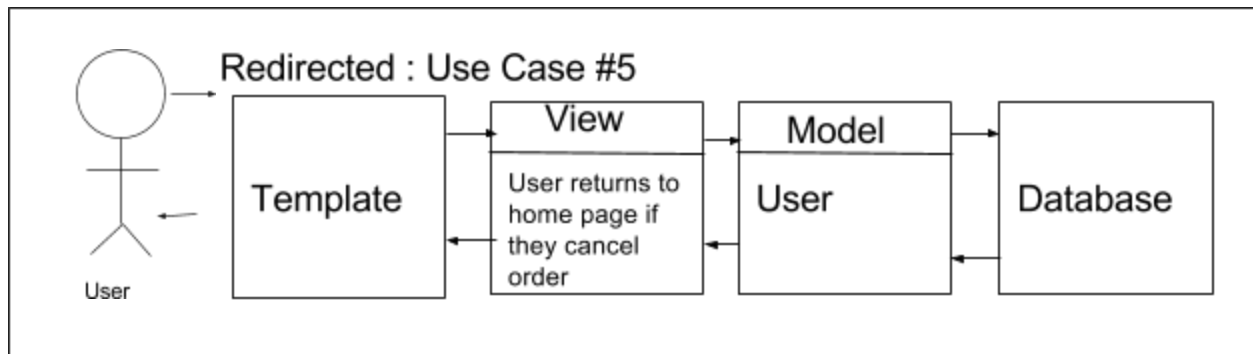 Redirected : Use Case #5
View
Model
Template
User returns to
home page if
they cancel
order
User
Database
User